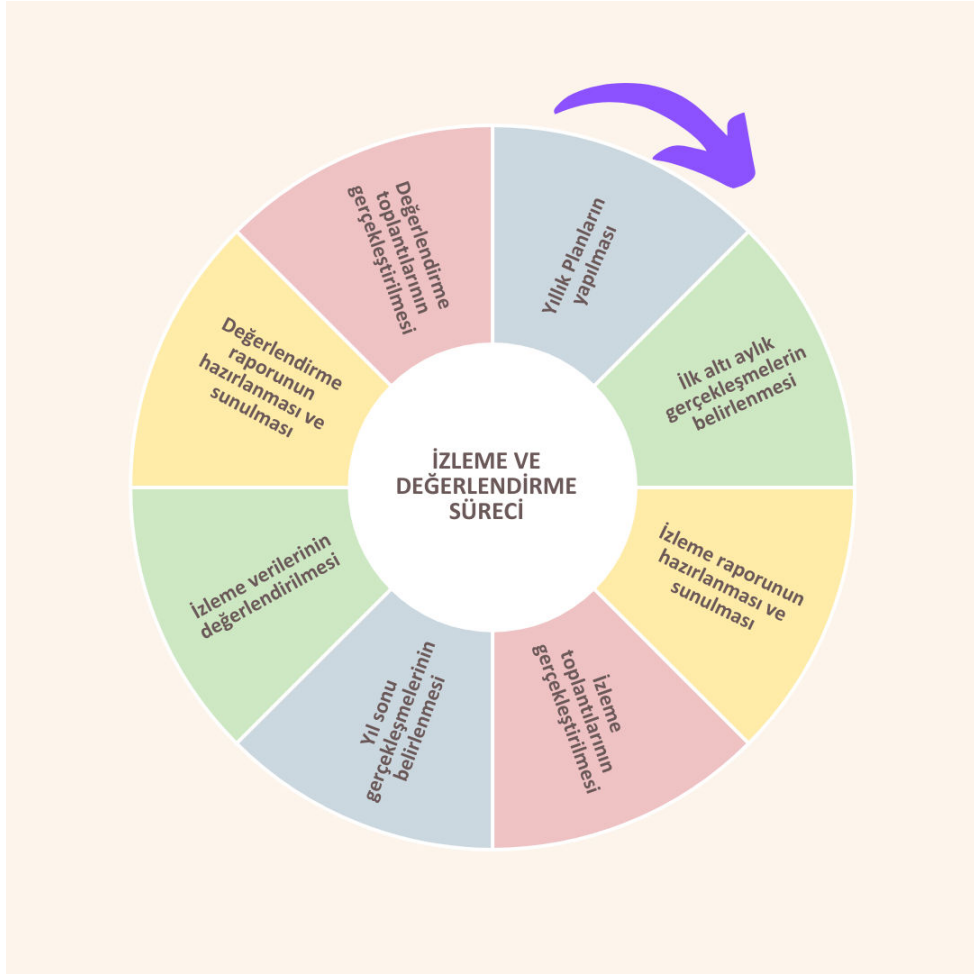 Yıllık Planların
yapılması
İlk altı aylık
gerçekleşmelerin
belirlenmesi
İzleme raporunun
hazırlanması ve
sunulması
İzleme
toplantılarının
gerçekleştirilmesi
Yıl sonu
gerçekleşmelerinin
belirlenmesi
İzleme verilerinin
değerlendirilmesi
Değerlendirme
raporunun
hazırlanması ve
sunulması
Değerlendirme
toplantılarının
gerçekleştirilmesi
İZLEME VE
DEĞERLENDİRME
SÜRECİ